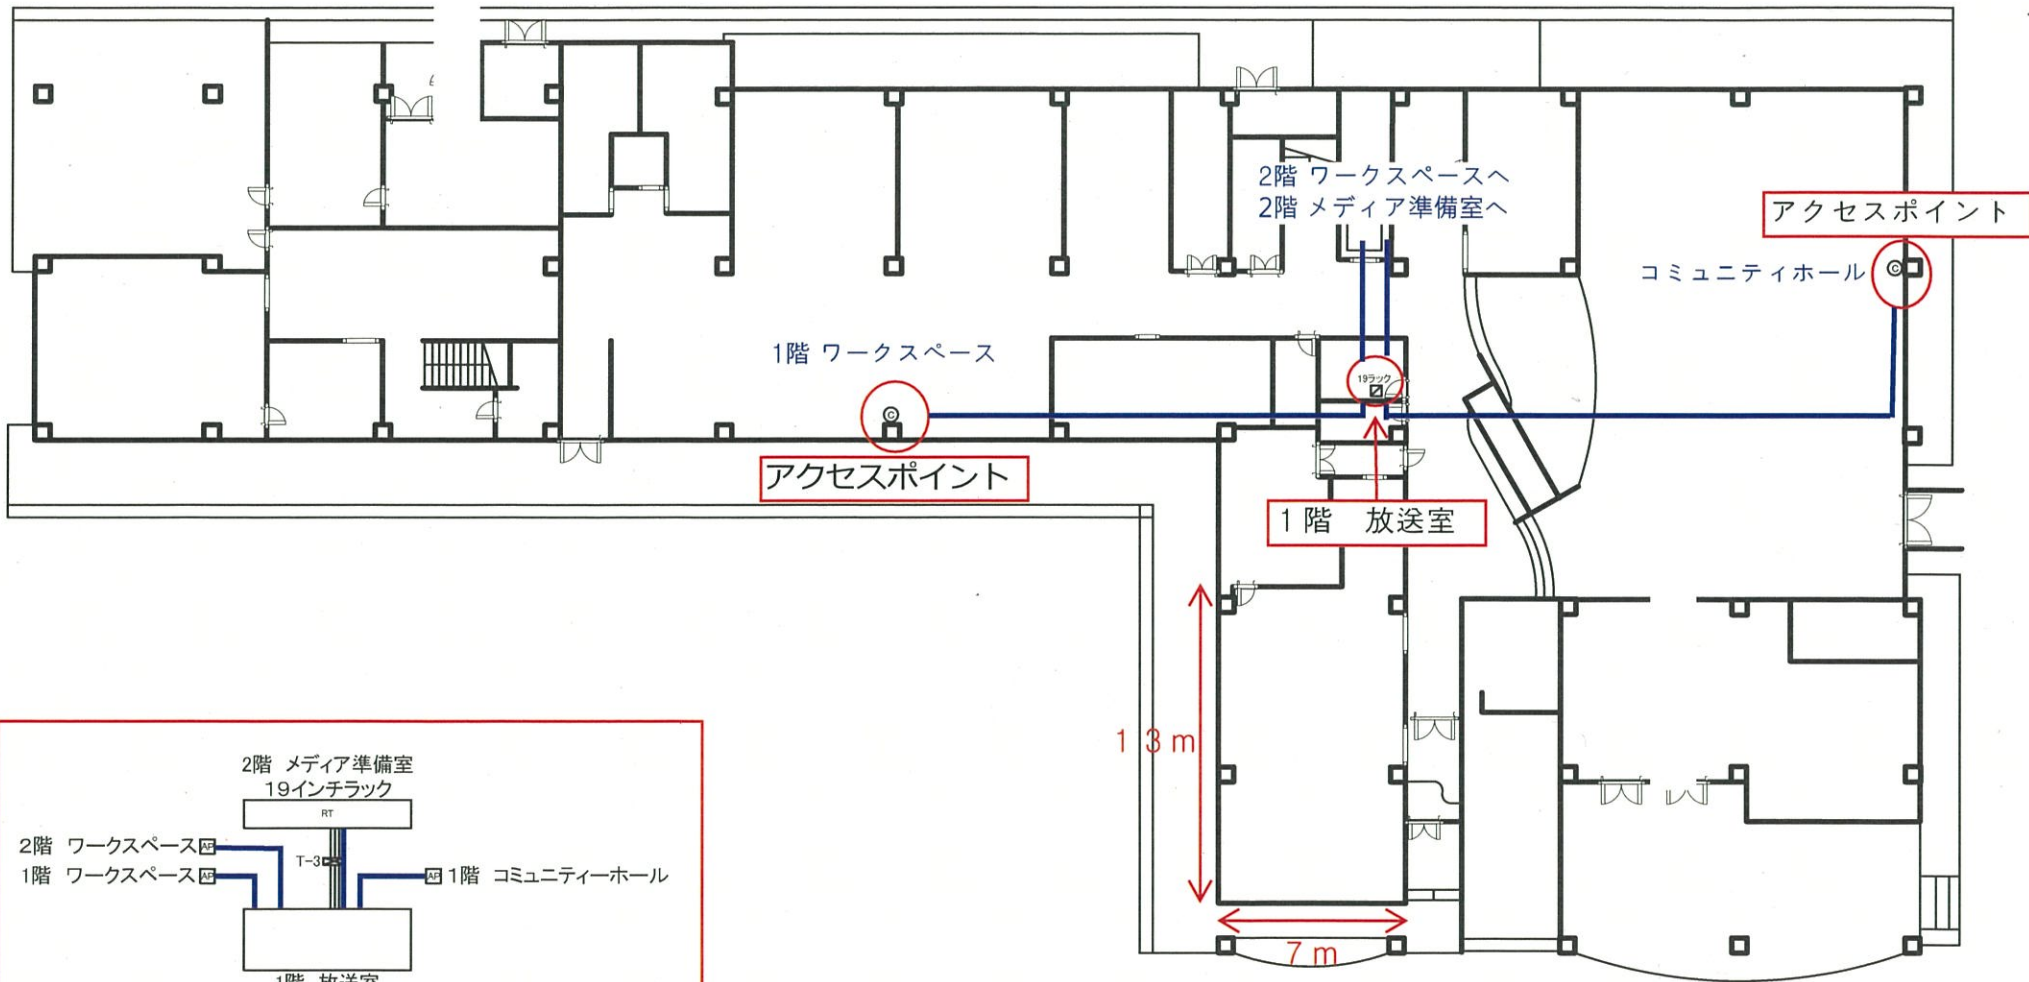 2階 ワークスペースへ
2階 メディア準備室へ
アクセスポイント
コミュニティホール
1階 ワークスペース
19ラック
アクセスポイント
1階 放送室
13m
7m
2階 メディア準備室
19インチラック
RT
2階 ワークスペース AP
T-3
1階 ワークスペース AP
AP 1階 コミュニティーホール
1階 放送室